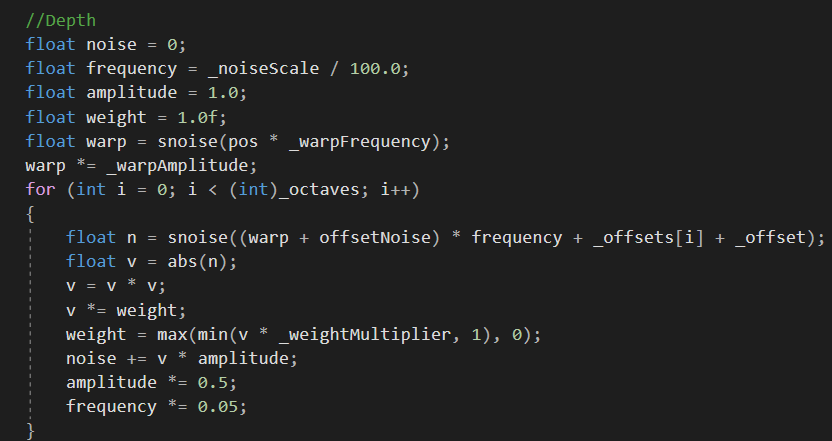 //Depth
float noise = 0;
float frequency = _noiseScale / 100.0;
float amplitude = 1.0;
float weight = 1.0f;
float warp = snoise(pos * _warpFrequency);
warp *= _warpAmplitude;
for (int i = 0; i < (int)_octaves; i++)
{
    float n = snoise((warp + offsetNoise) * frequency + _offsets[i] + _offset);
    float v = abs(n);
    v = v * v;
    v *= weight;
    weight = max(min(v * _weightMultiplier, 1), 0);
    noise += v * amplitude;
    amplitude *= 0.5;
    frequency *= 0.05;
}